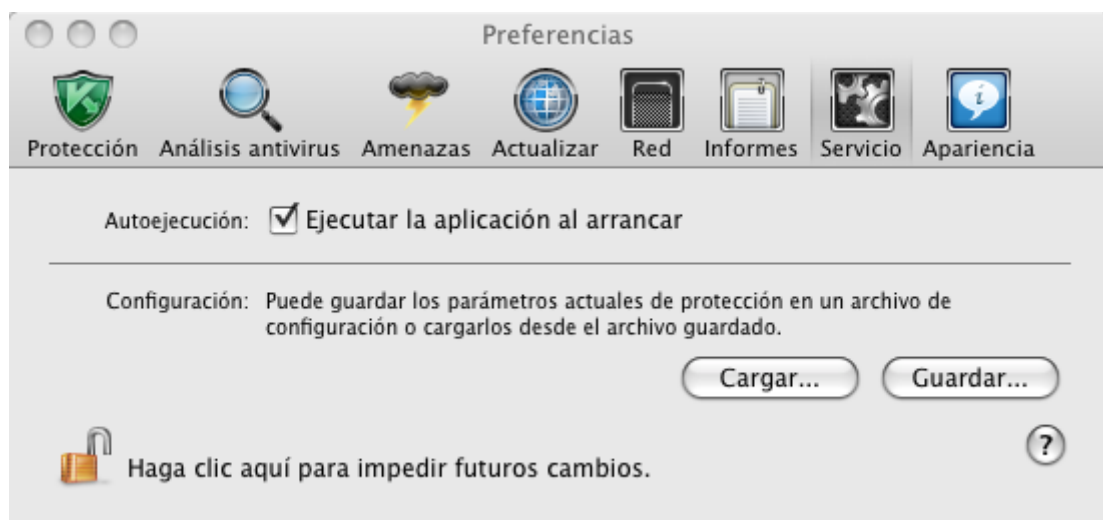 Preferencias
Protección Análisis antivirus Amenazas Actualizar Red Informes Servicio Apariencia
Autoejecución: Ejecutar la aplicación al arrancar
Configuración: Puede guardar los parámetros actuales de protección en un archivo de
configuración o cargarlos desde el archivo guardado.
Cargar... Guardar...
?
Haga clic aquí para impedir futuros cambios.